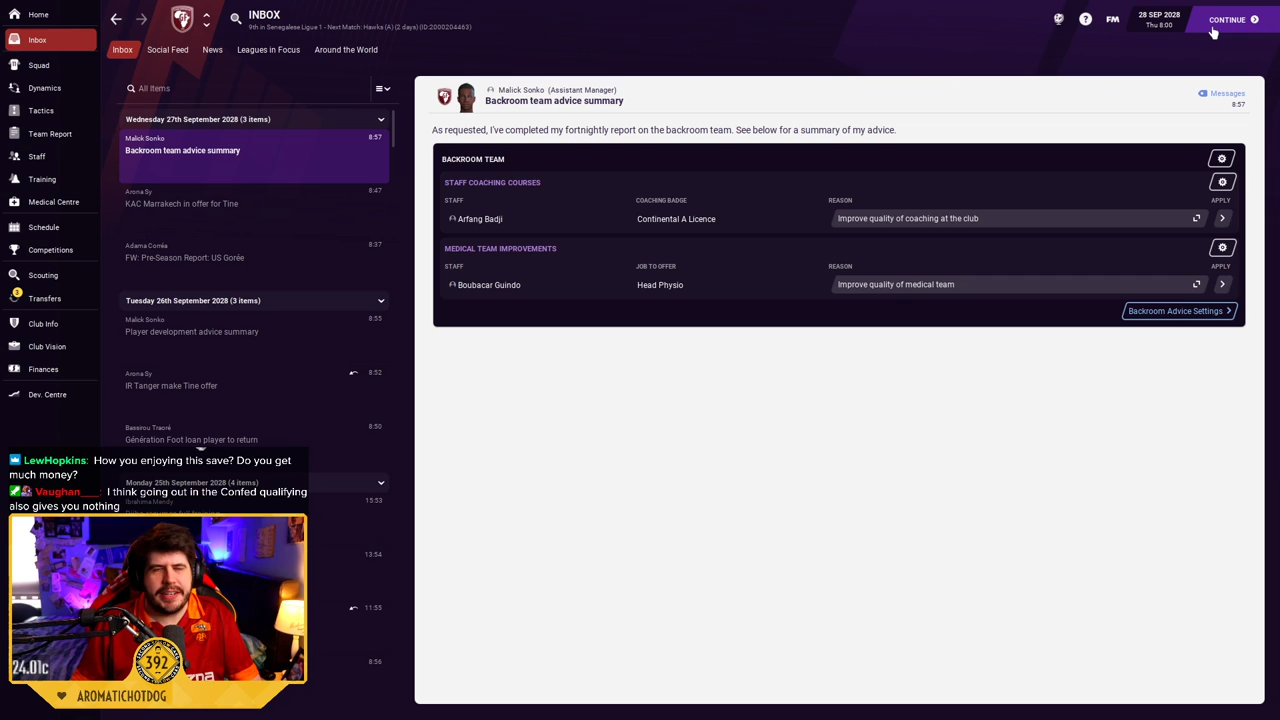 Home
INBOX
9th in Senegalese Ligue 1 - Next Match: Hawks (A) (2 days) (ID:2000204463)
FM
28 SEP 2028
Thu 8:00
CONTINUE
Inbox
Inbox
Social Feed
News
Leagues in Focus
Around the World
Squad
Dynamics
Tactics
Team Report
Staff
Training
Medical Centre
Schedule
Competitions
Scouting
3
Transfers
Club Info
Club Vision
Finances
Dev. Centre
All Items
Wednesday 27th September 2028 (3 items)
Malick Sonko
8:57
Backroom team advice summary
Arona Sy
8:47
KAC Marrakech in offer for Tine
Adama Corréa
8:37
FW: Pre-Season Report: US Gorée
Tuesday 26th September 2028 (3 items)
Malick Sonko
8:55
Player development advice summary
Arona Sy
8:52
IR Tanger make Tine offer
Bassirou Traoré
8:50
Génération Foot loan player to return
Monday 25th September 2028 (4 items)
Ibrahima Mendy
15:53
13:54
11:55
8:56
Malick Sonko (Assistant Manager)
Backroom team advice summary
Messages
8:57
As requested, I've completed my fortnightly report on the backroom team. See below for a summary of my advice.
BACKROOM TEAM
STAFF COACHING COURSES
STAFF
COACHING BADGE
REASON
APPLY
Arfang Badji
Continental A Licence
Improve quality of coaching at the club
MEDICAL TEAM IMPROVEMENTS
STAFF
JOB TO OFFER
REASON
APPLY
Boubacar Guindo
Head Physio
Improve quality of medical team
Backroom Advice Settings
LewHopkins: How you enjoying this save? Do you get
much money?
Vaughan____: I think going out in the Confed qualifying
also gives you nothing
24.01c
392
AROMATICHOTDOG